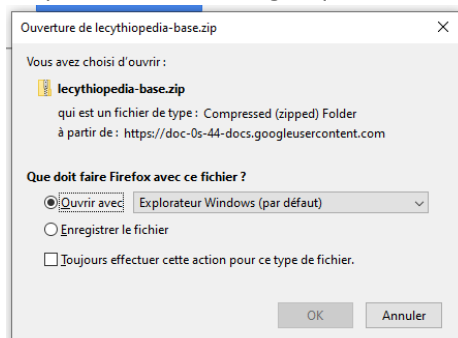 Ouverture de lecythiopedia-base.zip
Vous avez choisi d'ouvrir :
lecythiopedia-base.zip
qui est un fichier de type : Compressed (zipped) Folder
à partir de : https://doc-0s-44-docs.googleusercontent.com
Que doit faire Firefox avec ce fichier ?
Ouvrir avec Explorateur Windows (par défaut)
Enregistrer le fichier
Toujours effectuer cette action pour ce type de fichier.
OK Annuler